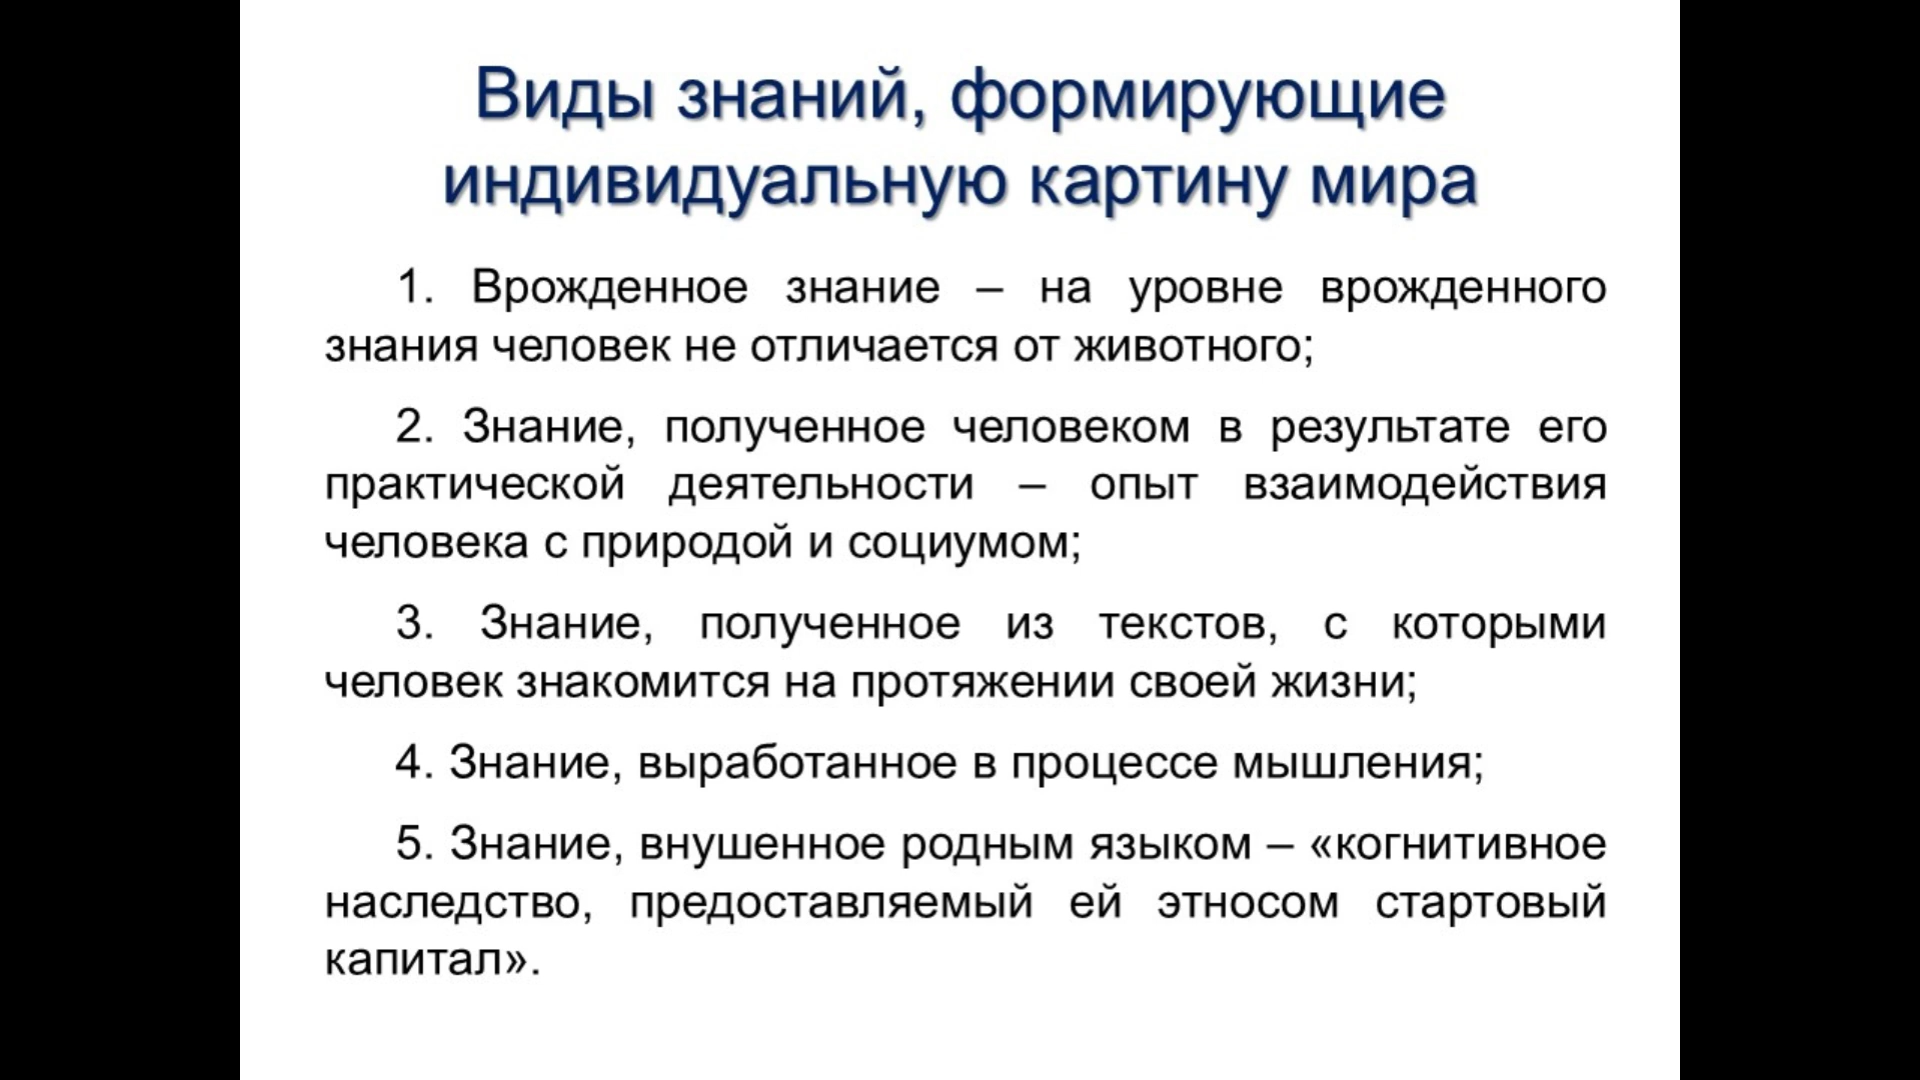 Виды знаний, формирующие
индивидуальную картину мира
1. Врожденное знание – на уровне врожденного
знания человек не отличается от животного;
2. Знание, полученное человеком в результате его
практической деятельности – опыт взаимодействия
человека с природой и социумом;
3. Знание, полученное из текстов, с которыми
человек знакомится на протяжении своей жизни;
4. Знание, выработанное в процессе мышления;
5. Знание, внушенное родным языком – «когнитивное
наследство, предоставляемый ей этносом стартовый
капитал».